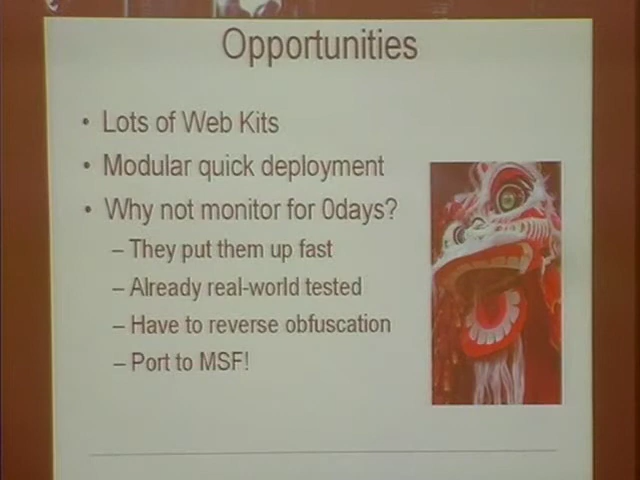 Opportunities
• Lots of Web Kits
• Modular quick deployment
• Why not monitor for 0days?
– They put them up fast
– Already real-world tested
– Have to reverse obfuscation
– Port to MSF!